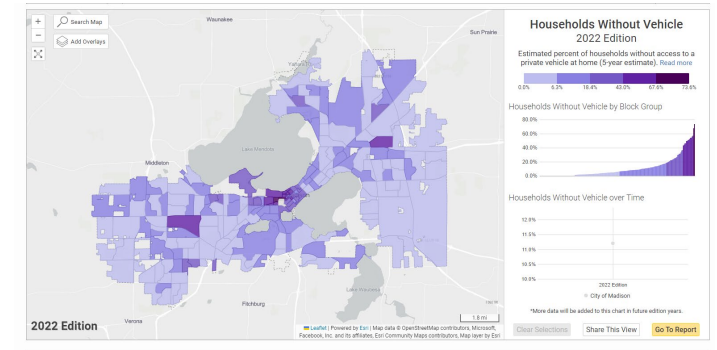 +
−
Search Map
Add Overlays
Waunakee
Sun Prairie
Lake Mendota
Middleton
Lake Waubesa
Fitchburg
Verona
2022 Edition
1.8 mi
Leaflet | Powered by Esri | Map data © OpenStreetMap contributors, Microsoft,
Facebook, Inc. and its affiliates, Esri Community Maps contributors, Map layer by Esri
Households Without Vehicle
2022 Edition
Estimated percent of households without access to a
private vehicle at home (5-year estimate). Read more
0.0% 6.2% 18.4% 43.0% 67.6% 73.6%
Households Without Vehicle by Block Group
80.0%
60.0%
40.0%
20.0%
0.0%
Households Without Vehicle over Time
12.0%
11.5%
11.0%
10.5%
10.0%
2022 Edition
City of Madison
*More data will be added to this chart in future edition years.
Clear Selections Share This View Go To Report